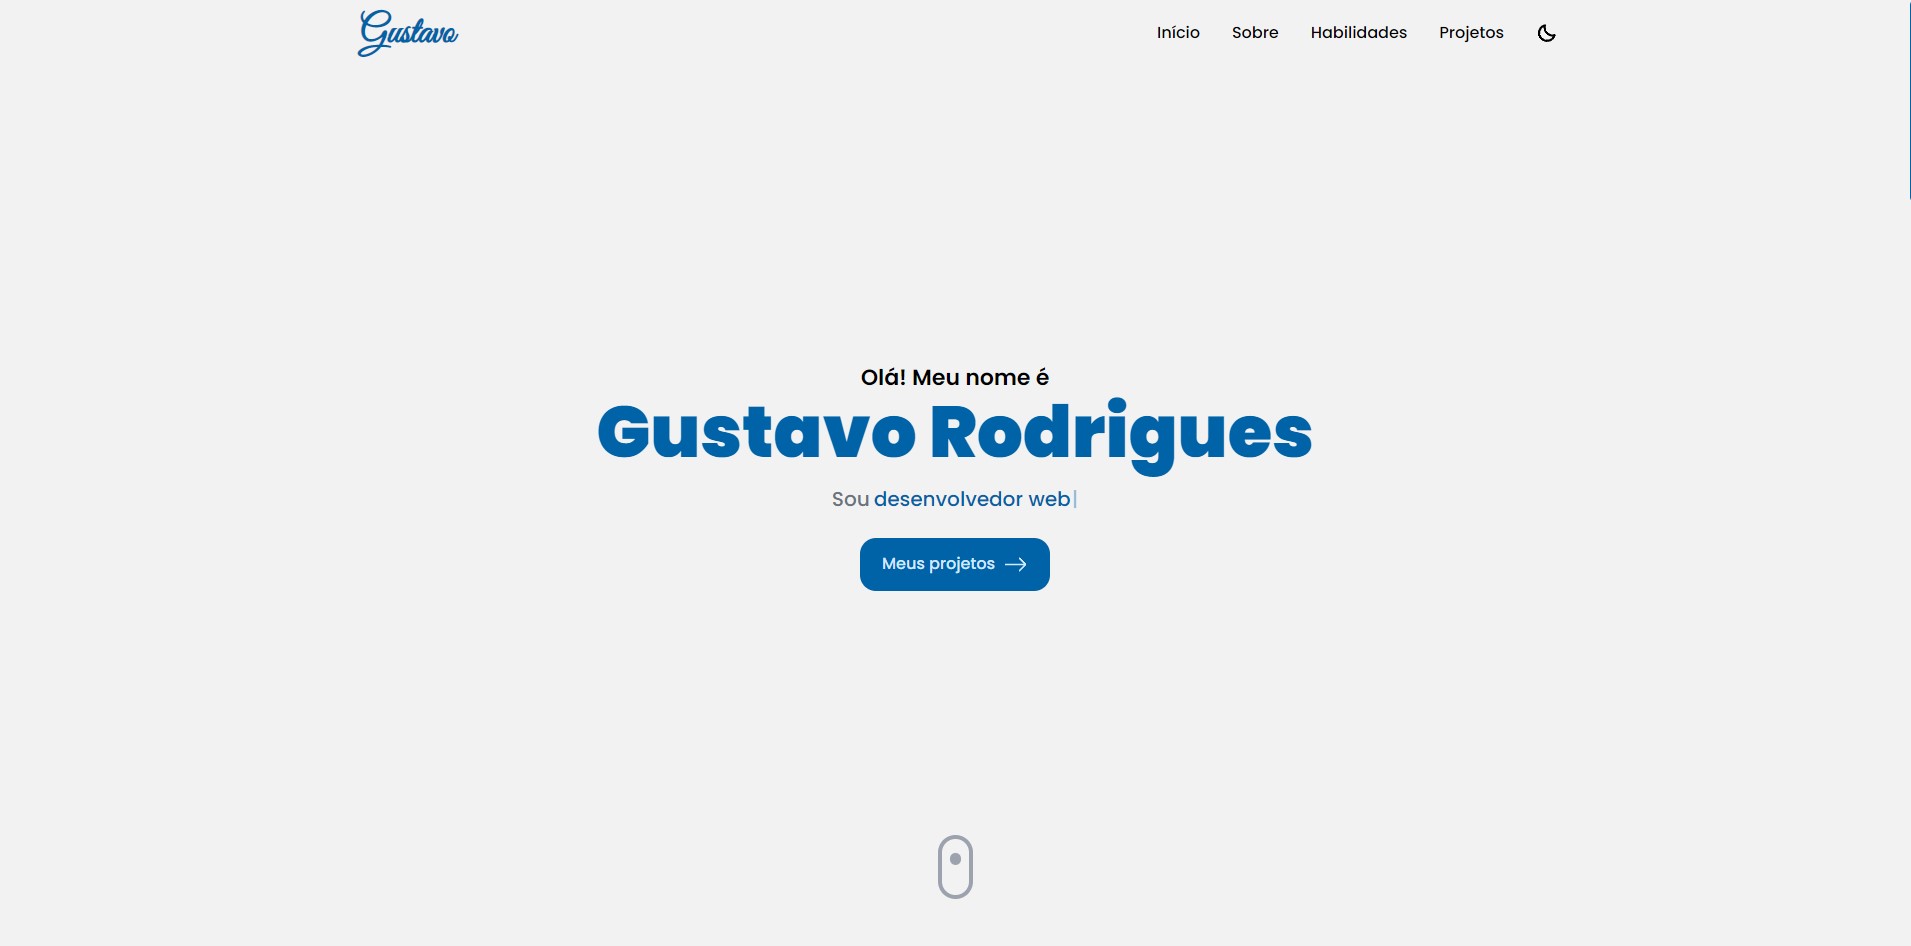 Gustavo
Início Sobre Habilidades Projetos
Olá! Meu nome é
Gustavo Rodrigues
Sou desenvolvedor web|
Meus projetos